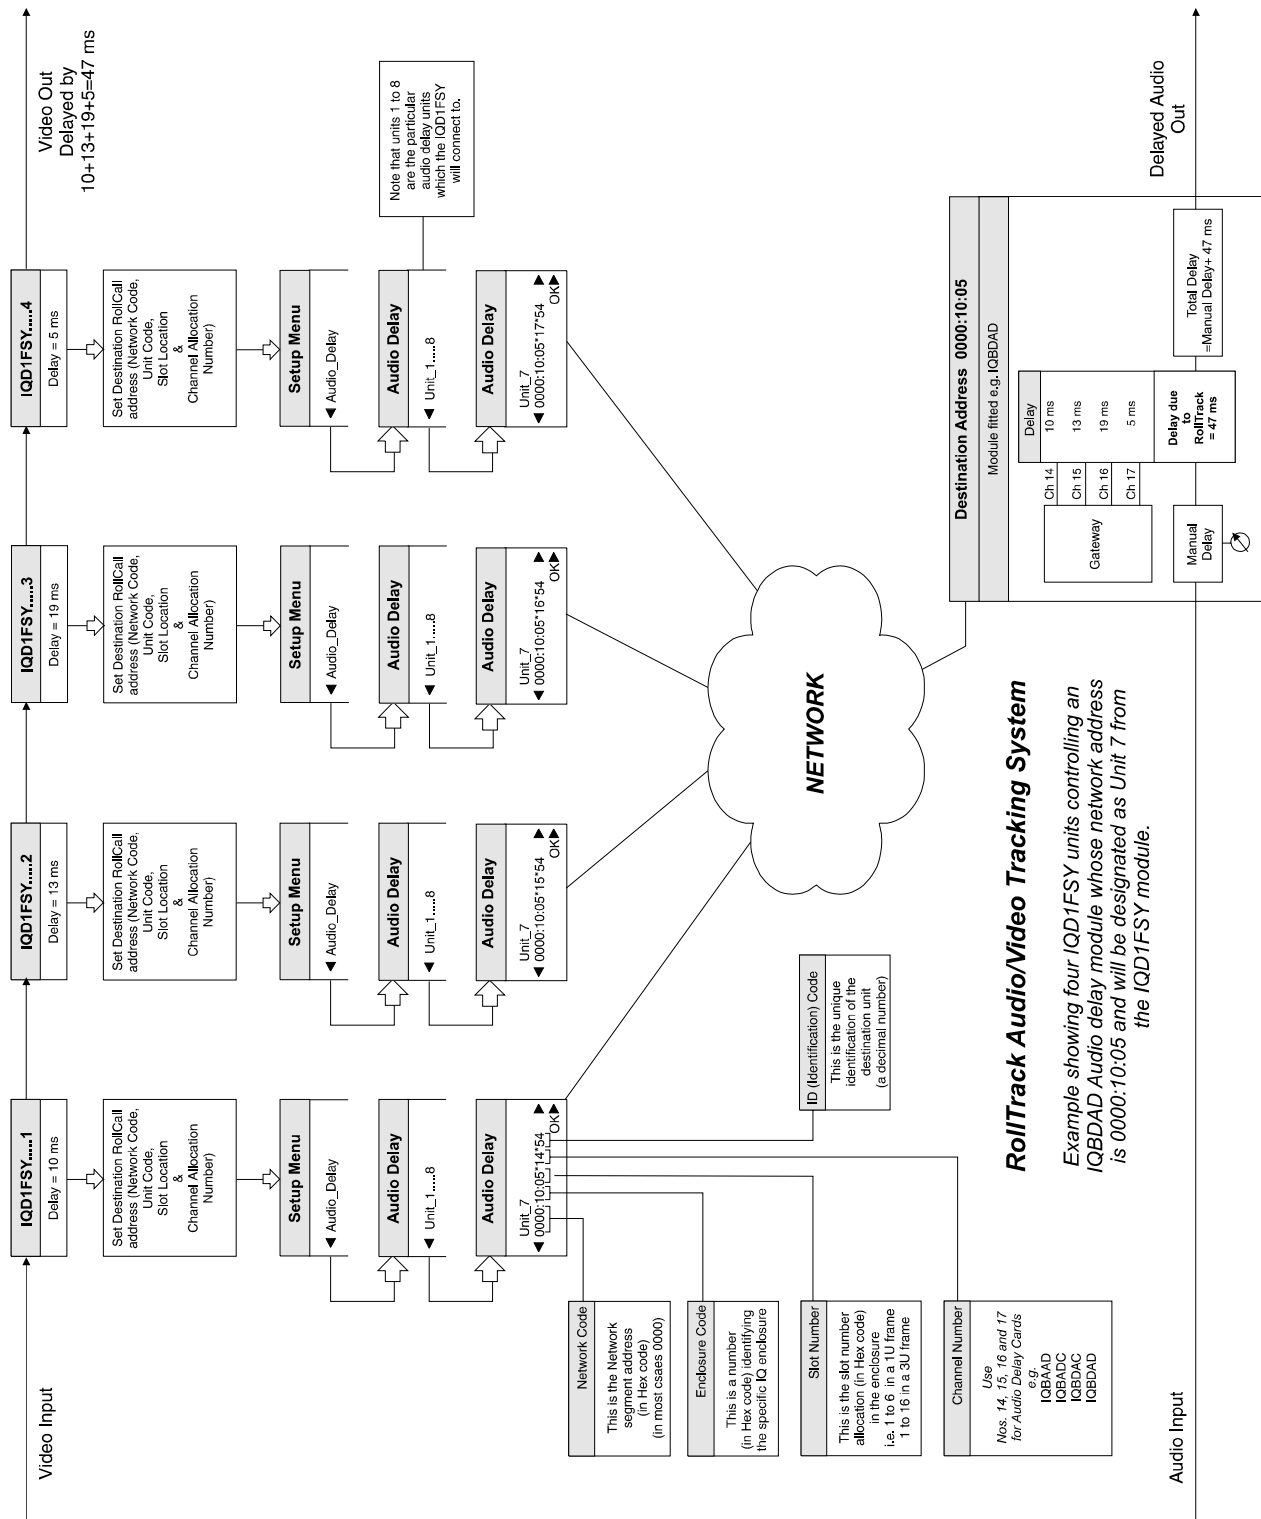 Video Input
IQD1FSY.....1
Delay = 10 ms
Set Destination RollCall
address (Network Code,
Unit Code,
Slot Location
&
Channel Allocation
Number)
Setup Menu
◀ Audio_Delay
Audio Delay
◀ Unit_1.....8
Audio Delay
Unit_7
◀ 0000:10:05*14*54 ▶
OK▶
IQD1FSY.....2
Delay = 13 ms
Set Destination RollCall
address (Network Code,
Unit Code,
Slot Location
&
Channel Allocation
Number)
Setup Menu
◀ Audio_Delay
Audio Delay
◀ Unit_1.....8
Audio Delay
Unit_7
◀ 0000:10:05*15*54 ▶
OK▶
IQD1FSY.....3
Delay = 19 ms
Set Destination RollCall
address (Network Code,
Unit Code,
Slot Location
&
Channel Allocation
Number)
Setup Menu
◀ Audio_Delay
Audio Delay
◀ Unit_1.....8
Audio Delay
Unit_7
◀ 0000:10:05*16*54 ▶
OK▶
IQD1FSY.....4
Delay = 5 ms
Set Destination RollCall
address (Network Code,
Unit Code,
Slot Location
&
Channel Allocation
Number)
Setup Menu
◀ Audio_Delay
Audio Delay
◀ Unit_1.....8
Audio Delay
Unit_7
◀ 0000:10:05*17*54 ▶
OK▶
Video Out
Delayed by
10+13+19+5=47 ms
Note that units 1 to 8
are the particular
audio delay units
which the IQD1FSY
will connect to.
Network Code
This is the Network
segment address
(in Hex code)
(in most csaes 0000)
Enclosure Code
This is a number
(in Hex code) identifying
the specific IQ enclosure
Slot Number
This is the slot number
allocation (in Hex code)
in the enclosure
i.e. 1 to 6 in a 1U frame
1 to 16 in a 3U frame
Channel Number
Use
Nos. 14, 15, 16 and 17
for Audio Delay Cards
e.g.
IQBAAD
IQBADC
IQBDAC
IQBDAD
ID (Identification) Code
This is the unique
identification of the
destination unit
(a decimal number)
NETWORK
RollTrack Audio/Video Tracking System
Example showing four IQD1FSY units controlling an
IQBDAD Audio delay module whose network address
is 0000:10:05 and will be designated as Unit 7 from
the IQD1FSY module.
Destination Address 0000:10:05
Module fitted e.g. IQBDAD
Gateway
Delay
Ch 14
10 ms
Ch 15
13 ms
Ch 16
19 ms
Ch 17
5 ms
Manual
Delay
Delay due
to
RollTrack
= 47 ms
Total Delay
=Manual Delay+ 47 ms
Audio Input
Delayed Audio
Out